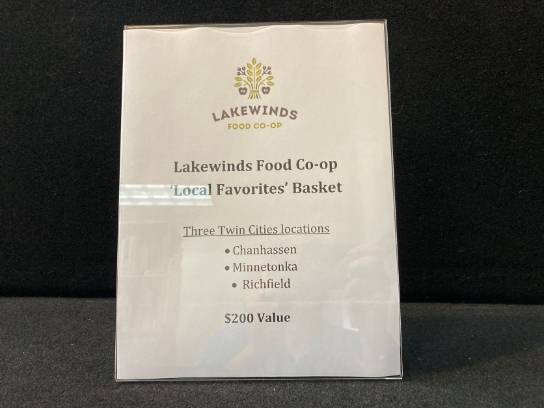 LAKEWINDS
FOOD CO-OP
Lakewinds Food Co-op
‘Local Favorites’ Basket
Three Twin Cities locations
• Chanhassen
• Minnetonka
• Richfield
$200 Value